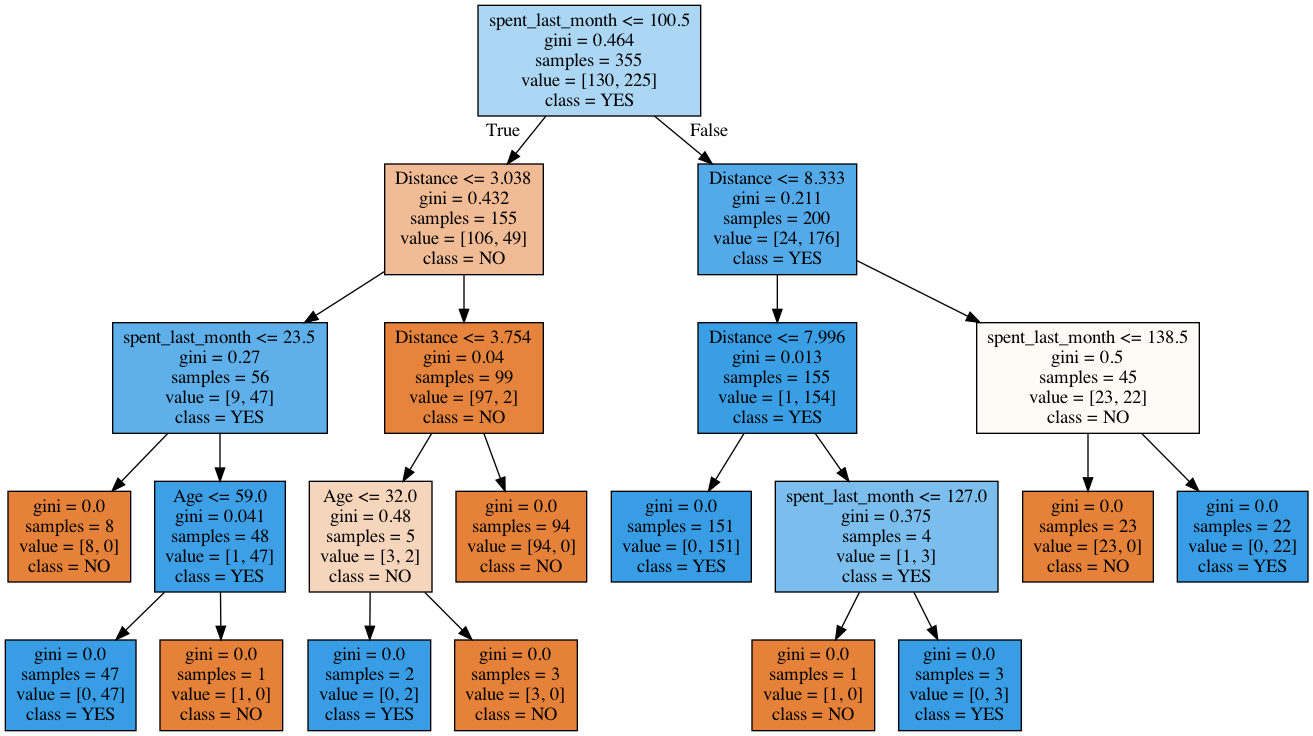 spent_last_month <= 100.5
gini = 0.464
samples = 355
value = [130, 225]
class = YES
True
False
Distance <= 3.038
gini = 0.432
samples = 155
value = [106, 49]
class = NO
Distance <= 8.333
gini = 0.211
samples = 200
value = [24, 176]
class = YES
spent_last_month <= 23.5
gini = 0.27
samples = 56
value = [9, 47]
class = YES
Distance <= 3.754
gini = 0.04
samples = 99
value = [97, 2]
class = NO
Distance <= 7.996
gini = 0.013
samples = 155
value = [1, 154]
class = YES
spent_last_month <= 138.5
gini = 0.5
samples = 45
value = [23, 22]
class = NO
gini = 0.0
samples = 8
value = [8, 0]
class = NO
Age <= 59.0
gini = 0.041
samples = 48
value = [1, 47]
class = YES
Age <= 32.0
gini = 0.48
samples = 5
value = [3, 2]
class = NO
gini = 0.0
samples = 94
value = [94, 0]
class = NO
gini = 0.0
samples = 151
value = [0, 151]
class = YES
spent_last_month <= 127.0
gini = 0.375
samples = 4
value = [1, 3]
class = YES
gini = 0.0
samples = 23
value = [23, 0]
class = NO
gini = 0.0
samples = 22
value = [0, 22]
class = YES
gini = 0.0
samples = 47
value = [0, 47]
class = YES
gini = 0.0
samples = 1
value = [1, 0]
class = NO
gini = 0.0
samples = 2
value = [0, 2]
class = YES
gini = 0.0
samples = 3
value = [3, 0]
class = NO
gini = 0.0
samples = 1
value = [1, 0]
class = NO
gini = 0.0
samples = 3
value = [0, 3]
class = YES